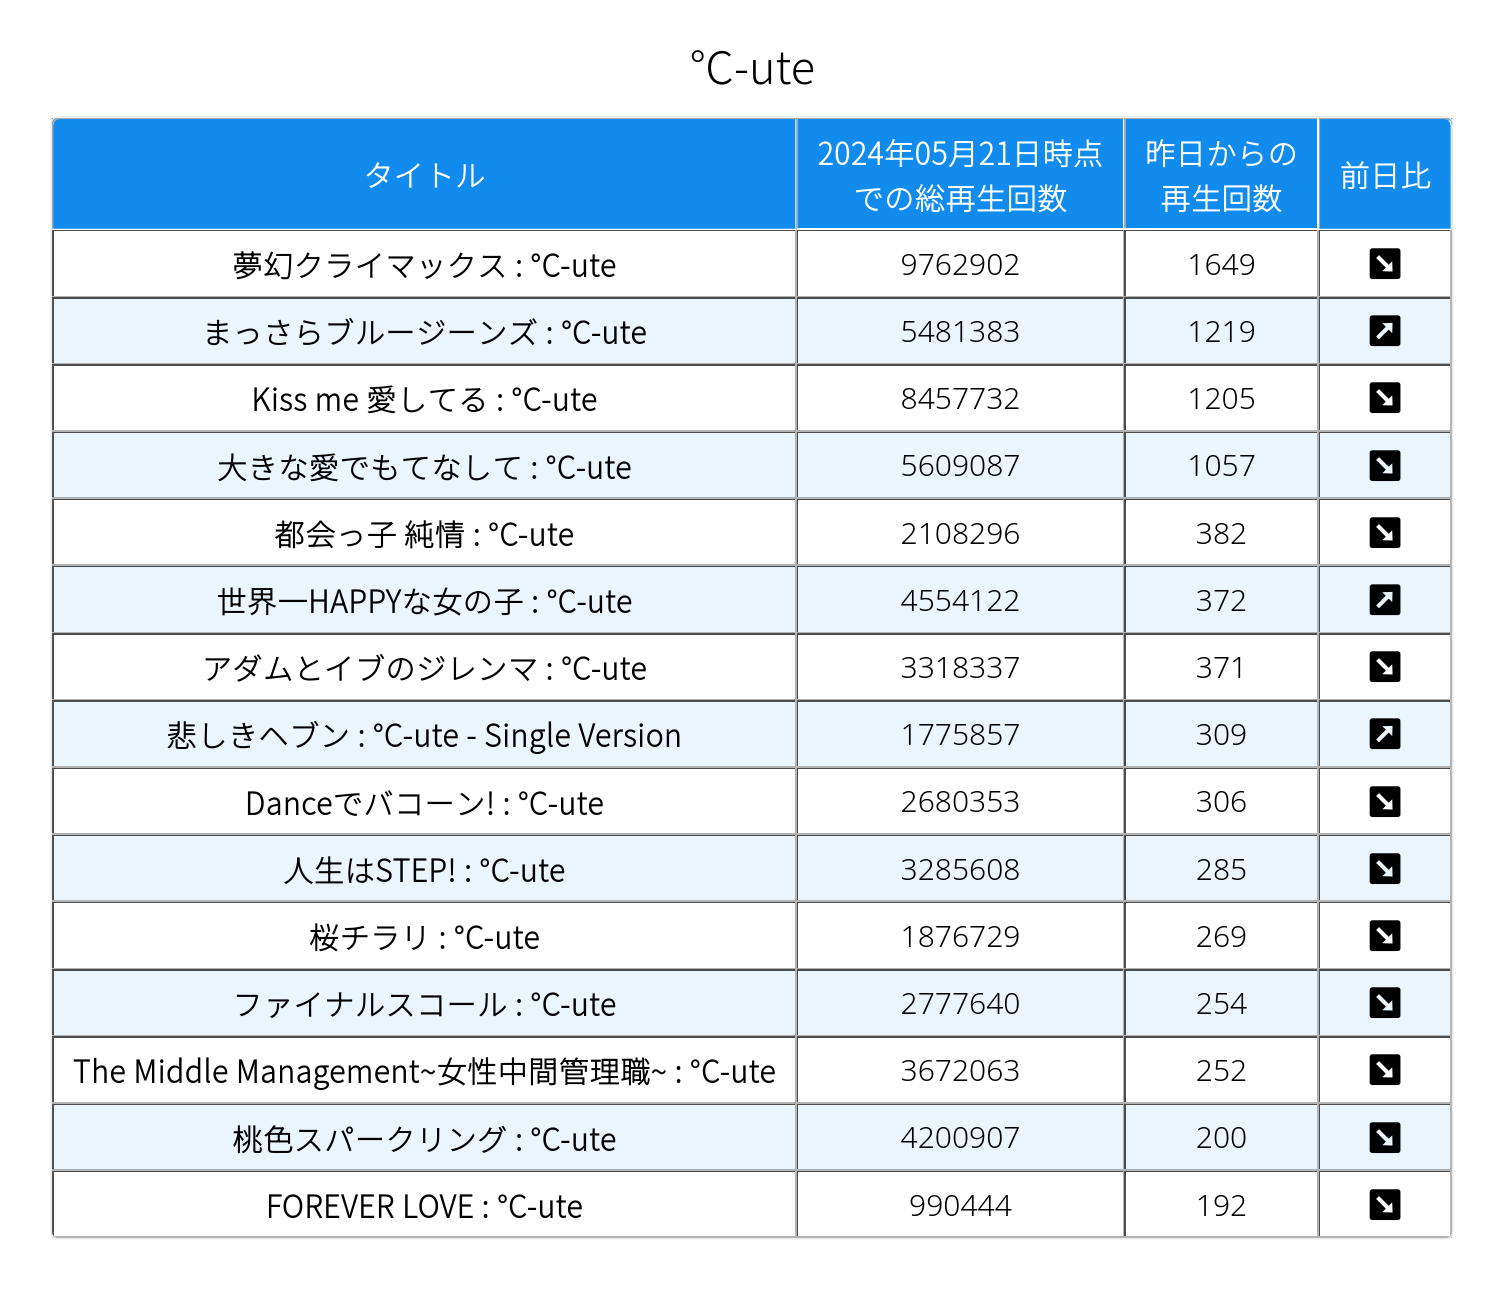 ℃-ute
タイトル 2024年05月21日時点 昨日からの 前日比
での総再生回数 再生回数
夢幻クライマックス : ℃-ute 9762902 1649 ↘
まっさらブルージーンズ : ℃-ute 5481383 1219 ↗
Kiss me 愛してる : ℃-ute 8457732 1205 ↘
大きな愛でもてなして : ℃-ute 5609087 1057 ↘
都会っ子 純情 : ℃-ute 2108296 382 ↘
世界一HAPPYな女の子 : ℃-ute 4554122 372 ↗
アダムとイブのジレンマ : ℃-ute 3318337 371 ↘
悲しきヘブン : ℃-ute - Single Version 1775857 309 ↗
Danceでバコーン! : ℃-ute 2680353 306 ↘
人生はSTEP! : ℃-ute 3285608 285 ↘
桜チラリ : ℃-ute 1876729 269 ↘
ファイナルスコール : ℃-ute 2777640 254 ↘
The Middle Management~女性中間管理職~ : ℃-ute 3672063 252 ↘
桃色スパークリング : ℃-ute 4200907 200 ↘
FOREVER LOVE : ℃-ute 990444 192 ↘